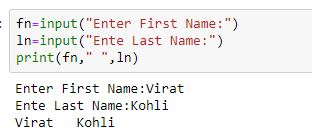 : fn=input("Enter First Name:")
ln=input("Ente Last Name:")
print(fn," ",ln)
Enter First Name:Virat
Ente Last Name:Kohli
Virat   Kohli